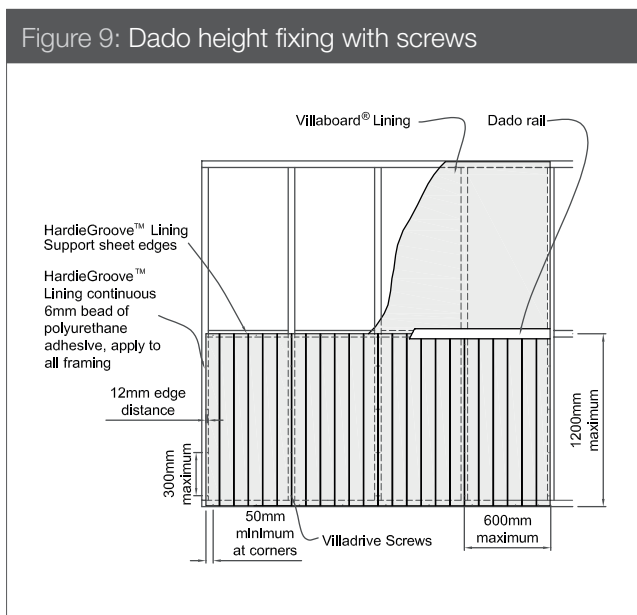 Figure 9: Dado height fixing with screws
Villaboard® Lining
Dado rail
HardieGroove™ Lining
Support sheet edges
HardieGroove™
Lining continuous
6mm bead of
polyurethane
adhesive, apply to
all framing
12mm edge
distance
300mm
maximum
1200mm
maximum
50mm
minimum
at corners
Villadrive Screws
600mm
maximum